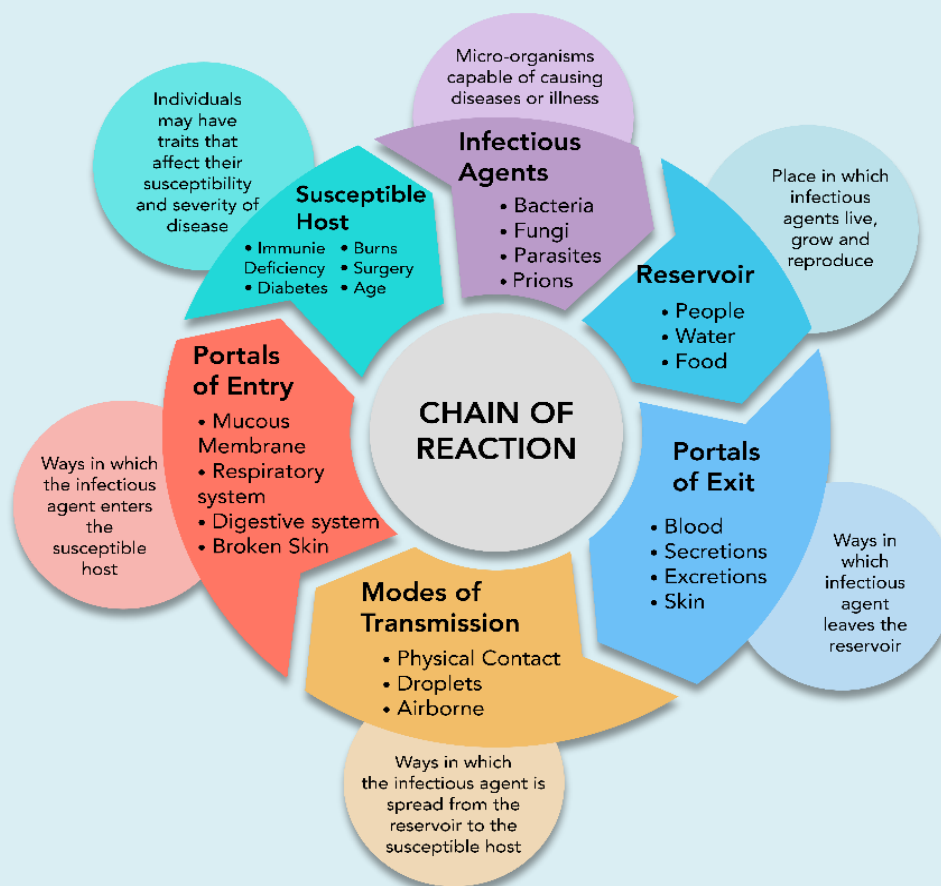 Micro-organisms
capable of causing
diseases or illness
Infectious
Agents
• Bacteria
• Fungi
• Parasites
• Prions
Place in which
infectious
agents live,
grow and
reproduce
Reservoir
• People
• Water
• Food
Portals
of Exit
• Blood
• Secretions
• Excretions
• Skin
Ways in
which
infectious
agent
leaves the
reservoir
Modes of
Transmission
• Physical Contact
• Droplets
• Airborne
Ways in which
the infectious agent is
spread from the
reservoir to the
susceptible host
Portals
of Entry
• Mucous
Membrane
• Respiratory
system
• Digestive system
• Broken Skin
Ways in which
the infectious
agent enters
the
susceptible
host
Susceptible
Host
• Immunie • Burns
Deficiency • Surgery
• Diabetes • Age
Individuals
may have
traits that
affect their
susceptibility
and severity of
disease
CHAIN OF
REACTION